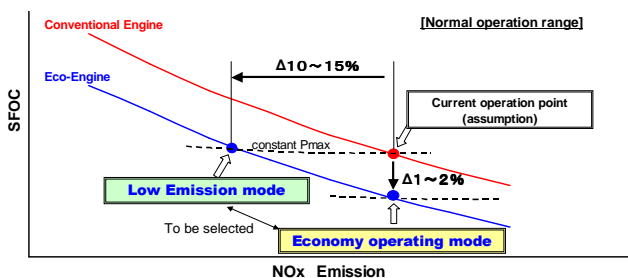 Conventional Engine
[Normal operation range]
Δ10～15%
Eco-Engine
Current operation point
(assumption)
SFOC
constant Pmax
Δ1～2%
Low Emission mode
To be selected
Economy operating mode
NOx Emission